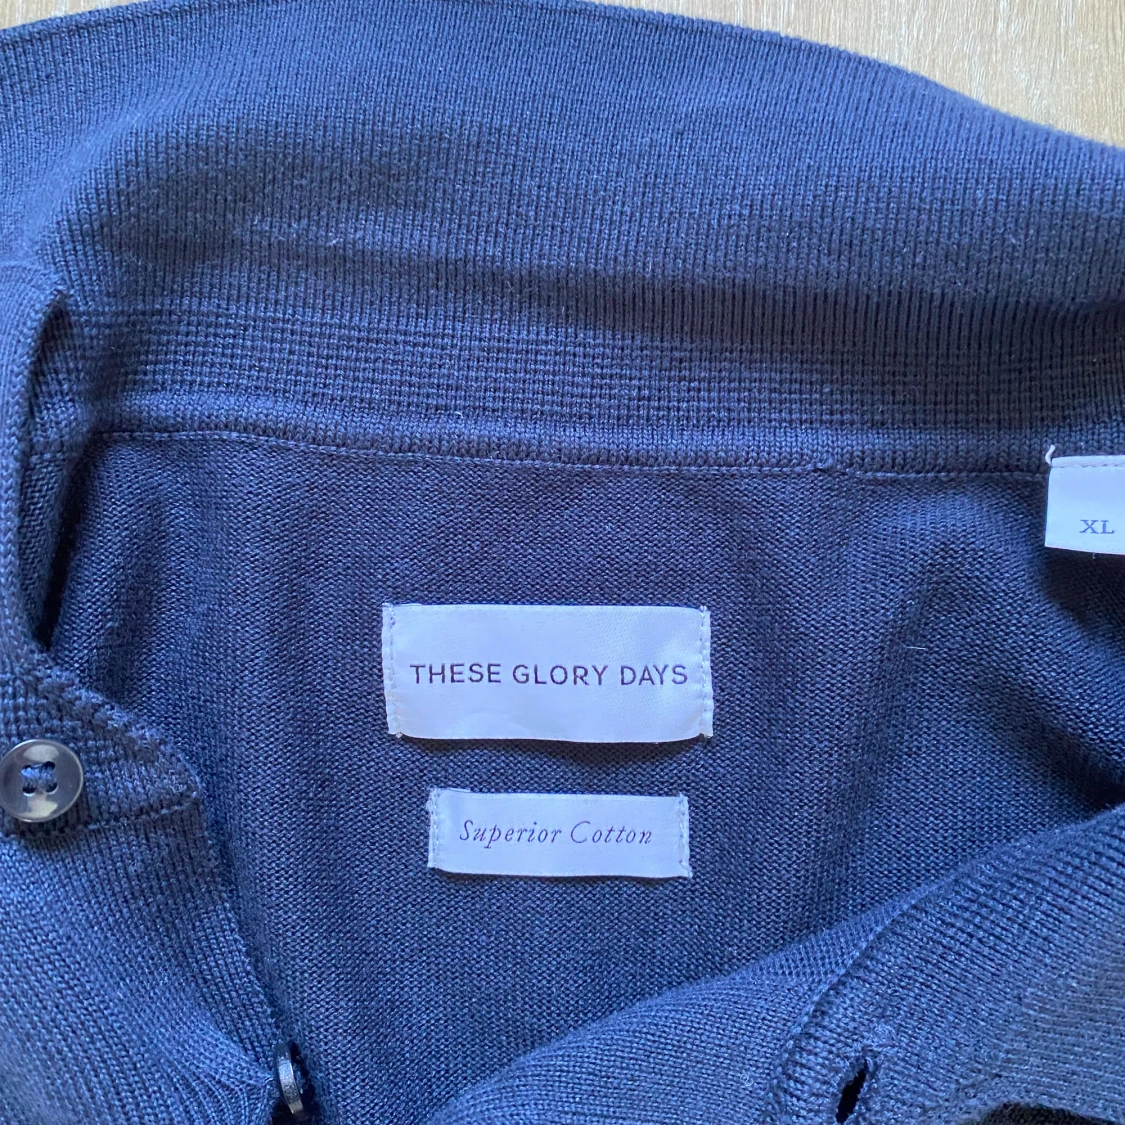 XL
THESE GLORY DAYS
Superior Cotton